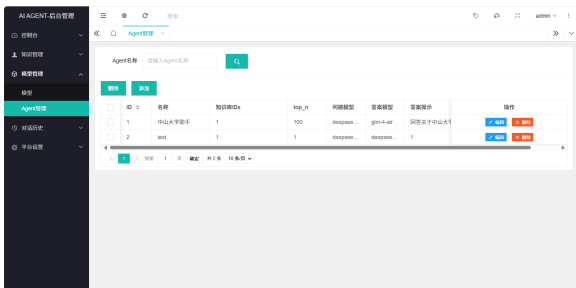 AI AGENT-后台管理
搜索...
admin
控制台
Agent管理
知识管理
Agent名称 请输入Agent名称
模型管理
删除 添加
模型
ID 名称 知识库IDs top_n 问题模型 答案模型 答案提示 操作
Agent管理
1 中山大学助手 1 100 deepsee... glm-4-air 回答关于中山大学 编辑 删除
对话历史
2 test 1 1 deepsee... deepsee... 1 编辑 删除
平台设置
1 到第 1 页 确定 共 2 条 10 条/页